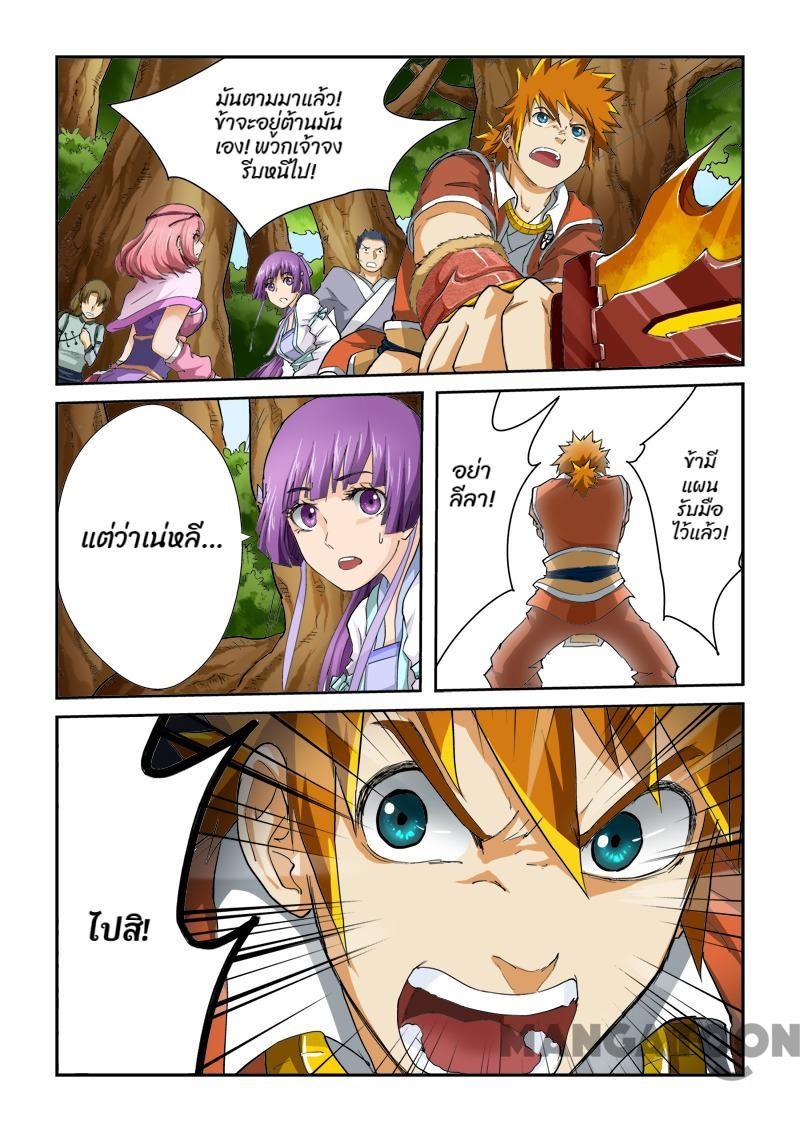 มันตามมาแล้ว!
ข้าจะอยู่ต้านมัน
เอง! พวกเจ้าจง
รีบหนีไป!
แต่ว่าเน่หลี...
อย่า
ลีลา!
ข้ามี
แผน
รับมือ
ไว้แล้ว!
ไปสิ!
MANGATOON